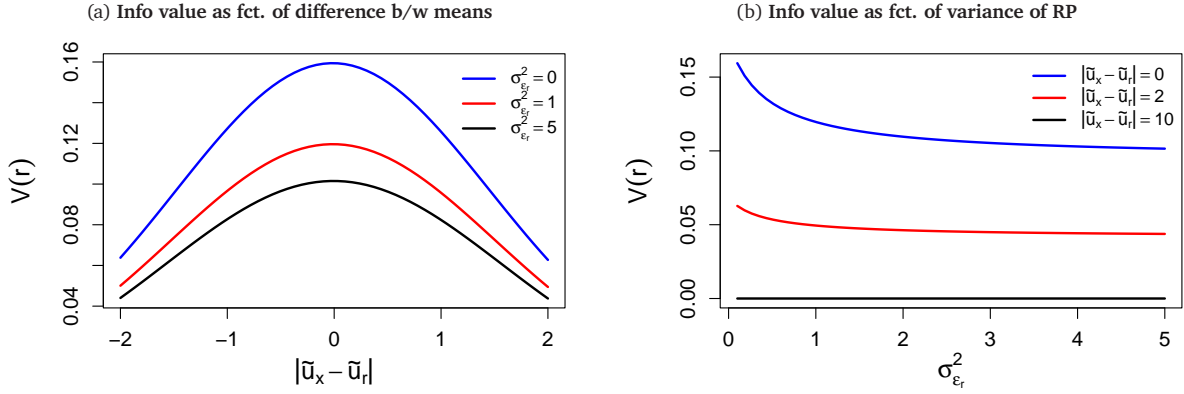 (a) Info value as fct. of difference b/w means
0.16
0.12
0.08
0.04
V(r)
−2 −1 0 1 2
|ũₓ − ũᵣ|
σ²εᵣ = 0
σ²εᵣ = 1
σ²εᵣ = 5
(b) Info value as fct. of variance of RP
0.15
0.10
0.05
0.00
V(r)
0 1 2 3 4 5
σ²εᵣ
|ũₓ − ũᵣ| = 0
|ũₓ − ũᵣ| = 2
|ũₓ − ũᵣ| = 10